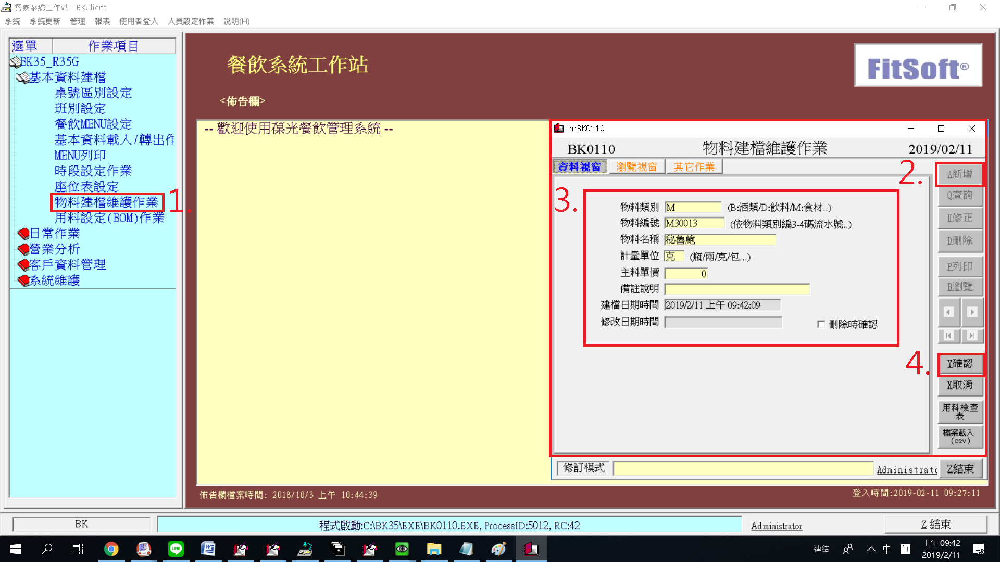 餐飲系統工作站 - BKClient
系統 系統更新 管理 報表 使用者登入 人員設定作業 說明(H)
選單 作業項目
BK35_R35G
基本資料建檔
桌號區別設定
班別設定
餐飲MENU設定
基本資料載入/轉出作
MENU列印
時段設定作業
座位表設定
物料建檔維護作業
1.
用料設定(BOM)作業
日常作業
營業分析
客戶資料管理
系統維護
餐飲系統工作站
FitSoft®
<佈告欄>
-- 歡迎使用葆光餐飲管理系統 --
fmBK0110
BK0110 物料建檔維護作業 2019/02/11
資料視窗 瀏覽視窗 其它作業
2.
3.
物料類別 M (B:酒類/D:飲料/M:食材..)
物料編號 M30013 (依物料類別編3-4碼流水號..)
物料名稱 秘魯鮑
計量單位 克 (瓶/兩/克/包...)
主料單價 0
備註說明
建檔日期時間 2019/2/11 上午 09:42:09
修改日期時間
刪除時確認
A新增
Q查詢
U修正
D刪除
P列印
B瀏覽
4.
Y確認
X取消
用料檢查
表
檔案載入
(csv)
修訂模式 Administratc Z結束
佈告欄檔案時間: 2018/10/3 上午 10:44:39
登入時間:2019-02-11 09:27:11
BK 程式啟動:C:\BK35\EXE\BK0110.EXE, ProcessID:5012, RC:42 Administrator Z 結束
LINE
連結
中
上午 09:42
2019/2/11